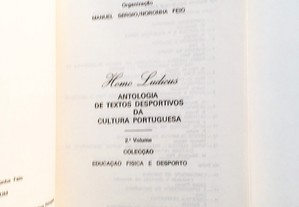 Organização
MANUEL SÉRGIO/NORONHA FEIO
Homo Ludicus
ANTOLOGIA
DE TEXTOS DESPORTIVOS
DA
CULTURA PORTUGUESA
2.º Volume
COLECÇÃO
EDUCAÇÃO FÍSICA E DESPORTO